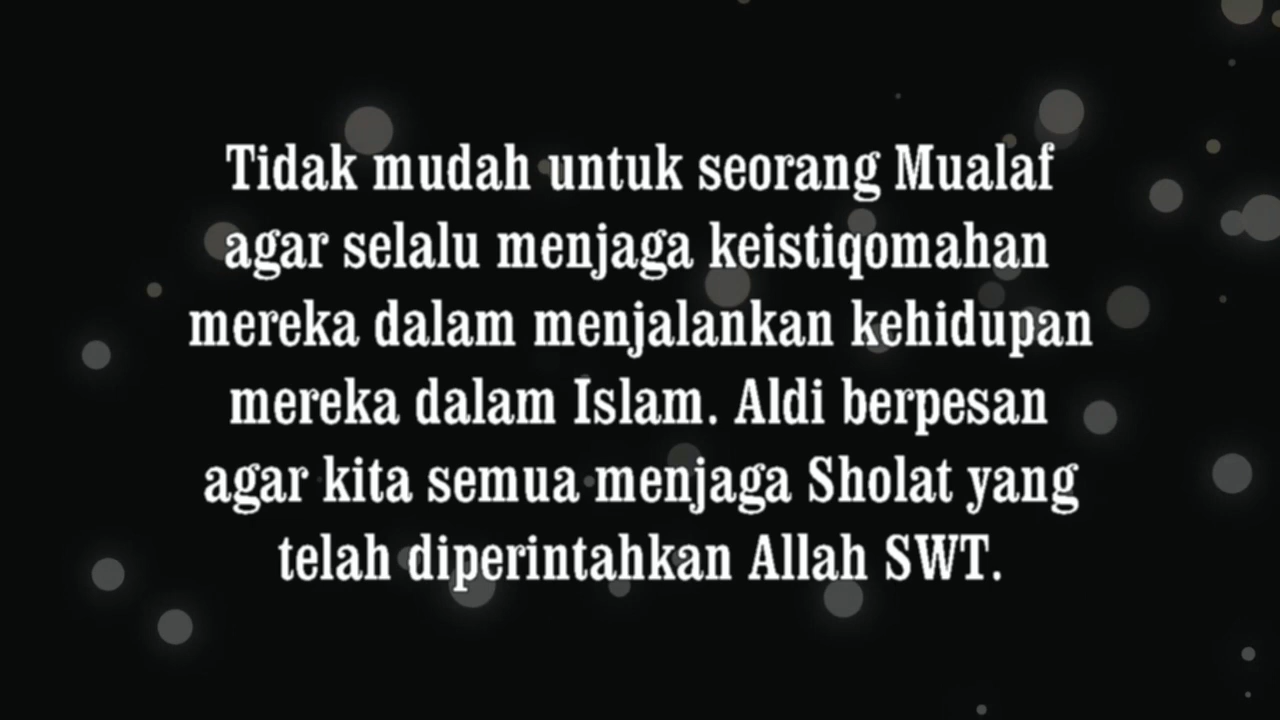 Tidak mudah untuk seorang Mualaf
agar selalu menjaga keistiqomahan
mereka dalam menjalankan kehidupan
mereka dalam Islam. Aldi berpesan
agar kita semua menjaga Sholat yang
telah diperintahkan Allah SWT.